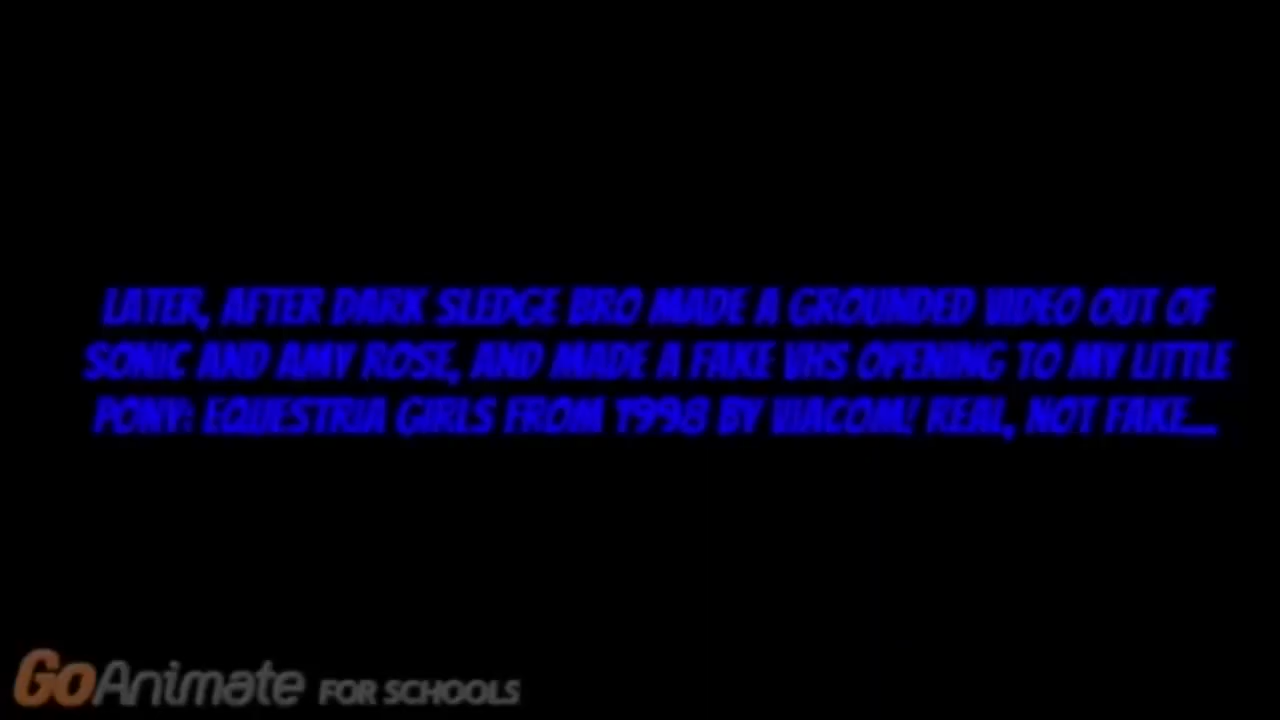 LATER, AFTER DARK SLEDGE BRO MADE A GROUNDED VIDEO OUT OF
SONIC AND AMY ROSE, AND MADE A FAKE VHS OPENING TO MY LITTLE
PONY: EQUESTRIA GIRLS FROM 1998 BY VIACOM! REAL, NOT FAKE...
GoAnimate FOR SCHOOLS